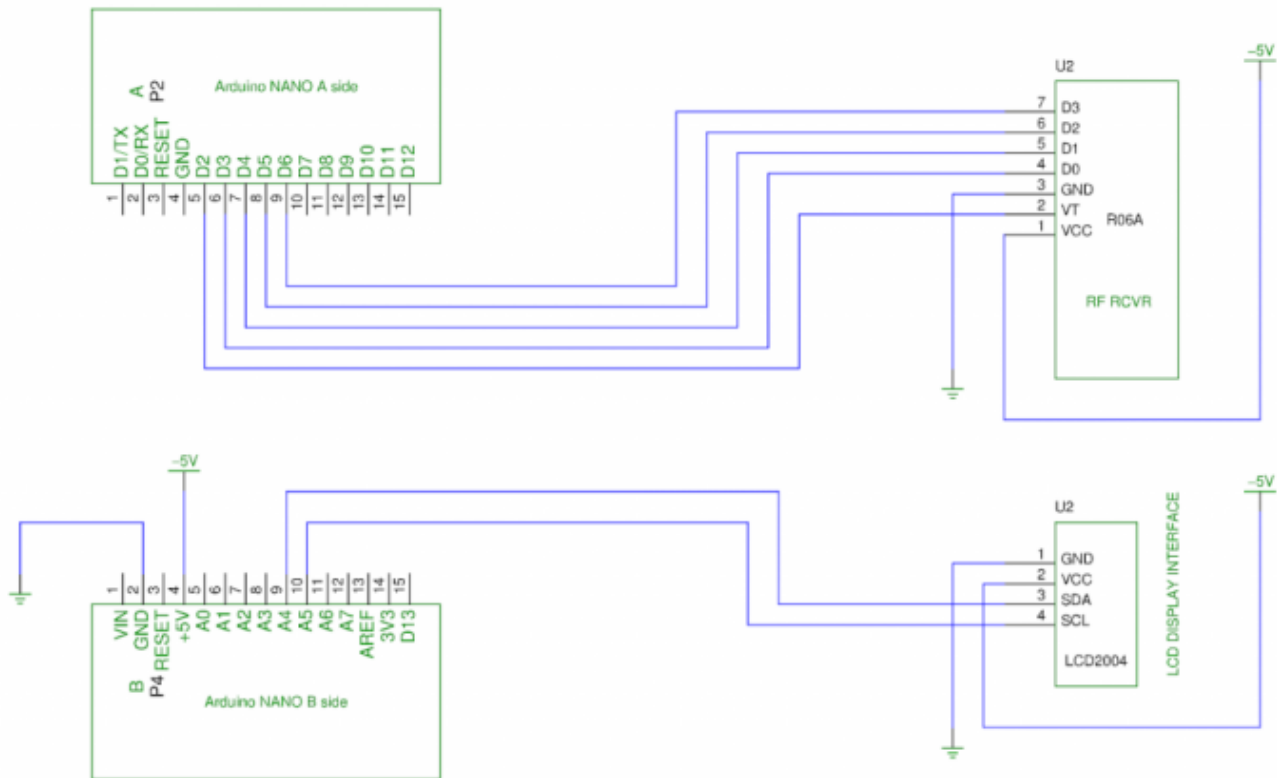 Arduino NANO A side
A
P2
D1/TX
D0/RX
RESET
GND
D2
D3
D4
D5
D6
D7
D8
D9
D10
D11
D12
1
2
3
4
5
6
7
8
9
10
11
12
13
14
15
–5V
U2
7 D3
6 D2
5 D1
4 D0
3 GND
2 VT
1 VCC
R06A
RF RCVR
–5V
1
2
3
4
5
6
7
8
9
10
11
12
13
14
15
VIN
GND
RESET
+5V
A0
A1
A2
A3
A4
A5
A6
A7
AREF
3V3
D13
B
P4
Arduino NANO B side
–5V
U2
1 GND
2 VCC
3 SDA
4 SCL
LCD2004
LCD DISPLAY INTERFACE